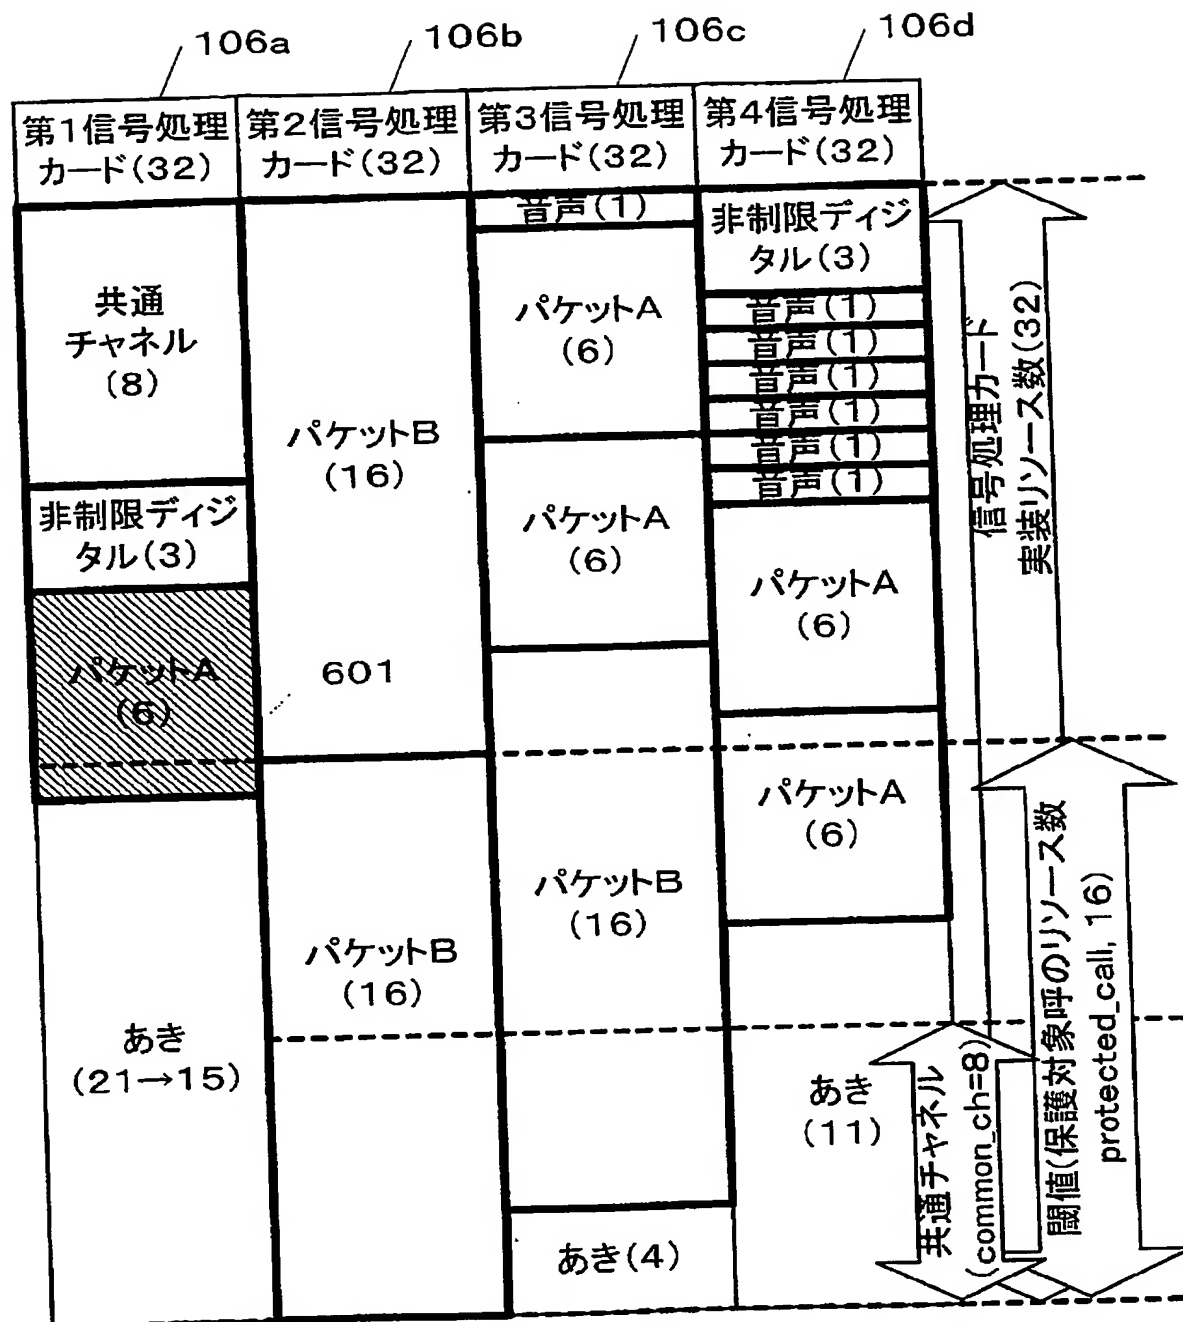 106a
106b
106c
106d
第1信号処理
カード(32)
第2信号処理
カード(32)
第3信号処理
カード(32)
第4信号処理
カード(32)
共通
チャネル
(8)
非制限ディジ
タル(3)
パケットA
(6)
あき
(21→15)
パケットB
(16)
601
パケットB
(16)
音声(1)
パケットA
(6)
パケットA
(6)
パケットB
(16)
あき(4)
非制限ディジ
タル(3)
音声(1)
音声(1)
音声(1)
音声(1)
音声(1)
音声(1)
パケットA
(6)
パケットA
(6)
あき
(11)
信号処理カード
実装リソース数(32)
共通チャネル
(common_ch=8)
閾値(保護対象呼のリソース数
protected_call, 16)